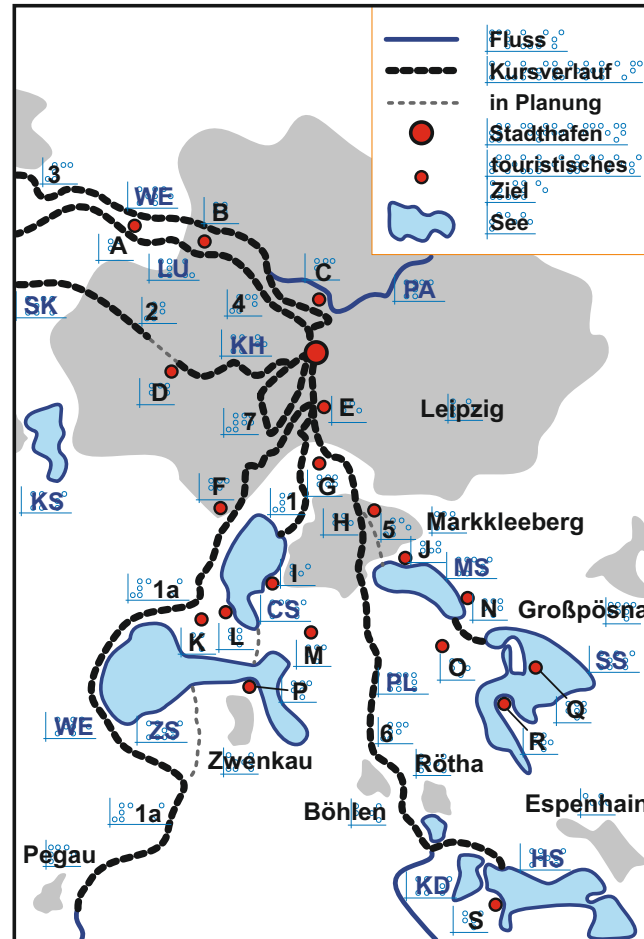 Fluss
Kursverlauf
in Planung
Stadthafen
touristisches
Ziel
See
3
WE
B
A
LU
C
PA
SK
2
4
KH
D
E
7
Leipzig
F
G
KS
1
H
5
Markkleeberg
J
MS
I
1a
CS
N
Großpösna
L
K
M
O
SS
PL
P
Q
WE
ZS
R
6
Zwenkau
Rötha
1a
Böhlen
Espenhain
Pegau
HS
KD
S